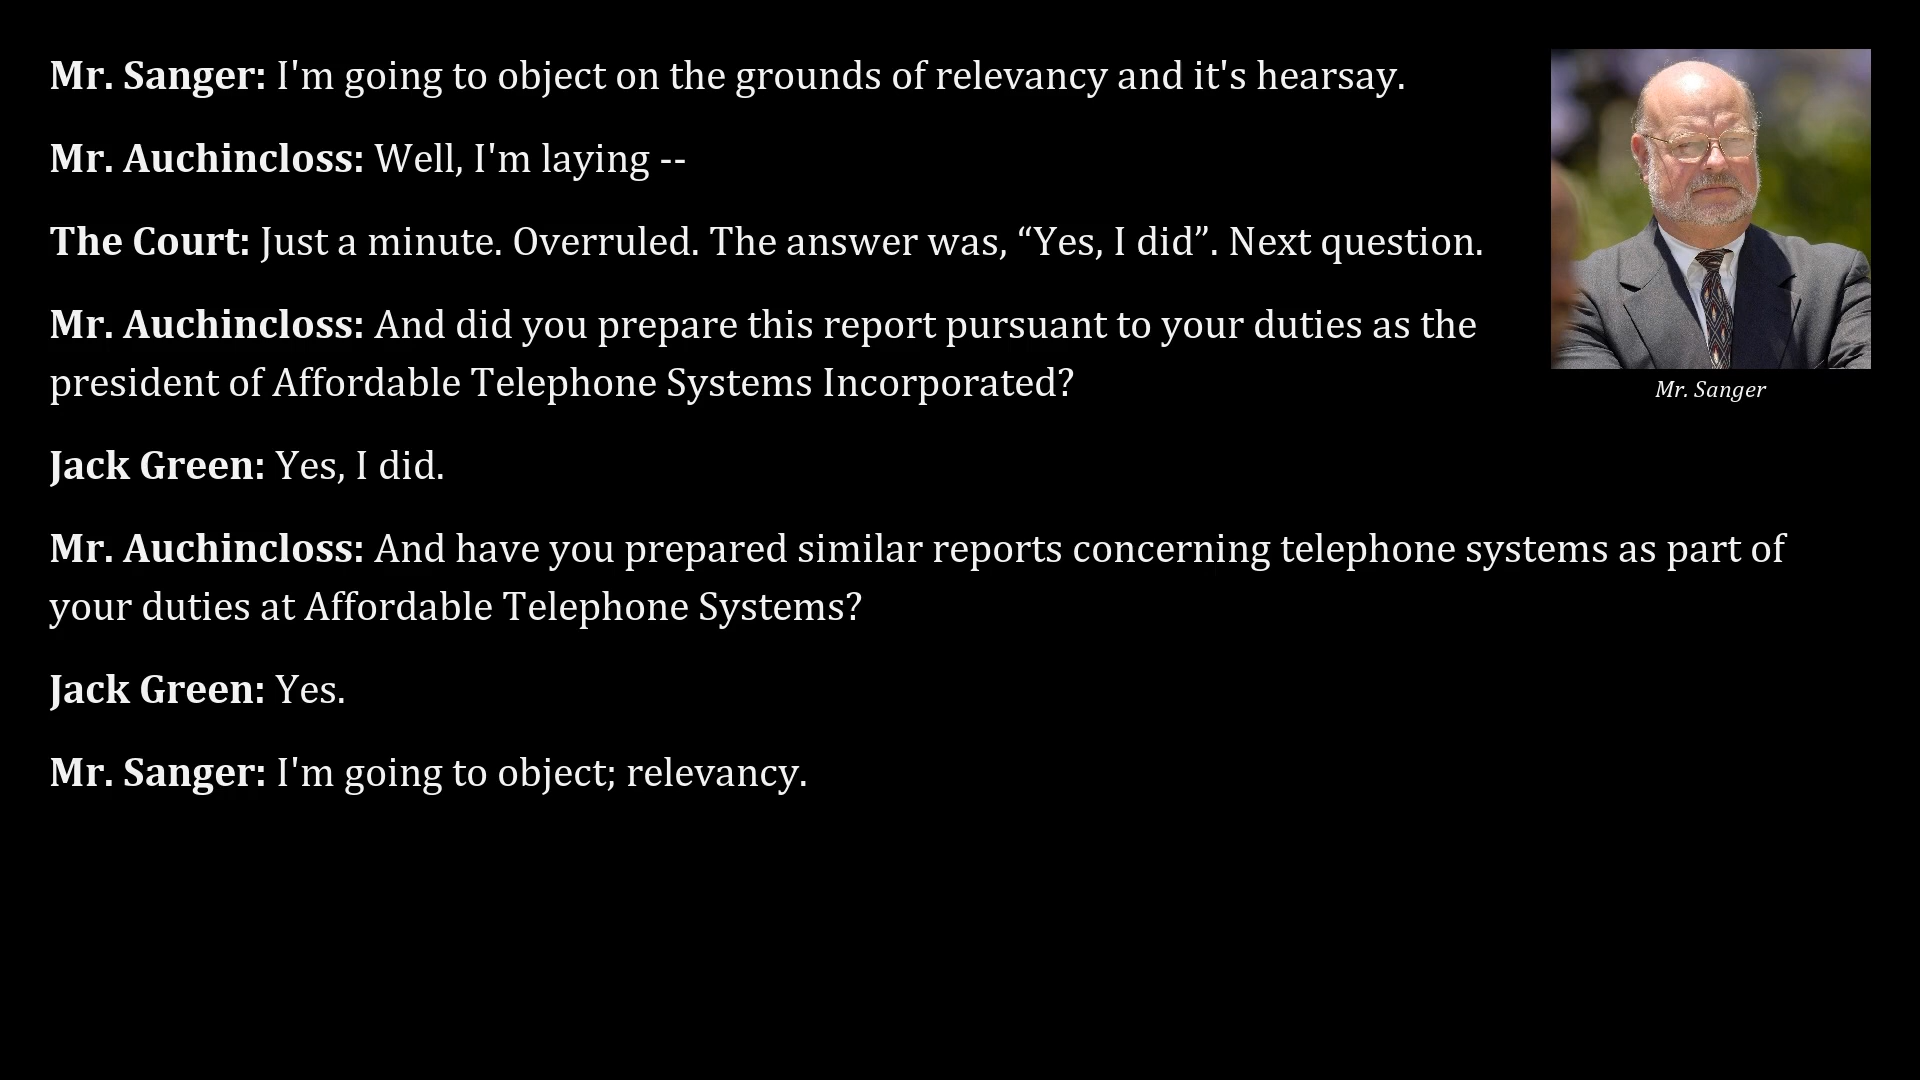 Mr. Sanger: I'm going to object on the grounds of relevancy and it's hearsay.
Mr. Auchincloss: Well, I'm laying --
The Court: Just a minute. Overruled. The answer was, “Yes, I did”. Next question.
Mr. Auchincloss: And did you prepare this report pursuant to your duties as the
president of Affordable Telephone Systems Incorporated?
Mr. Sanger
Jack Green: Yes, I did.
Mr. Auchincloss: And have you prepared similar reports concerning telephone systems as part of
your duties at Affordable Telephone Systems?
Jack Green: Yes.
Mr. Sanger: I'm going to object; relevancy.